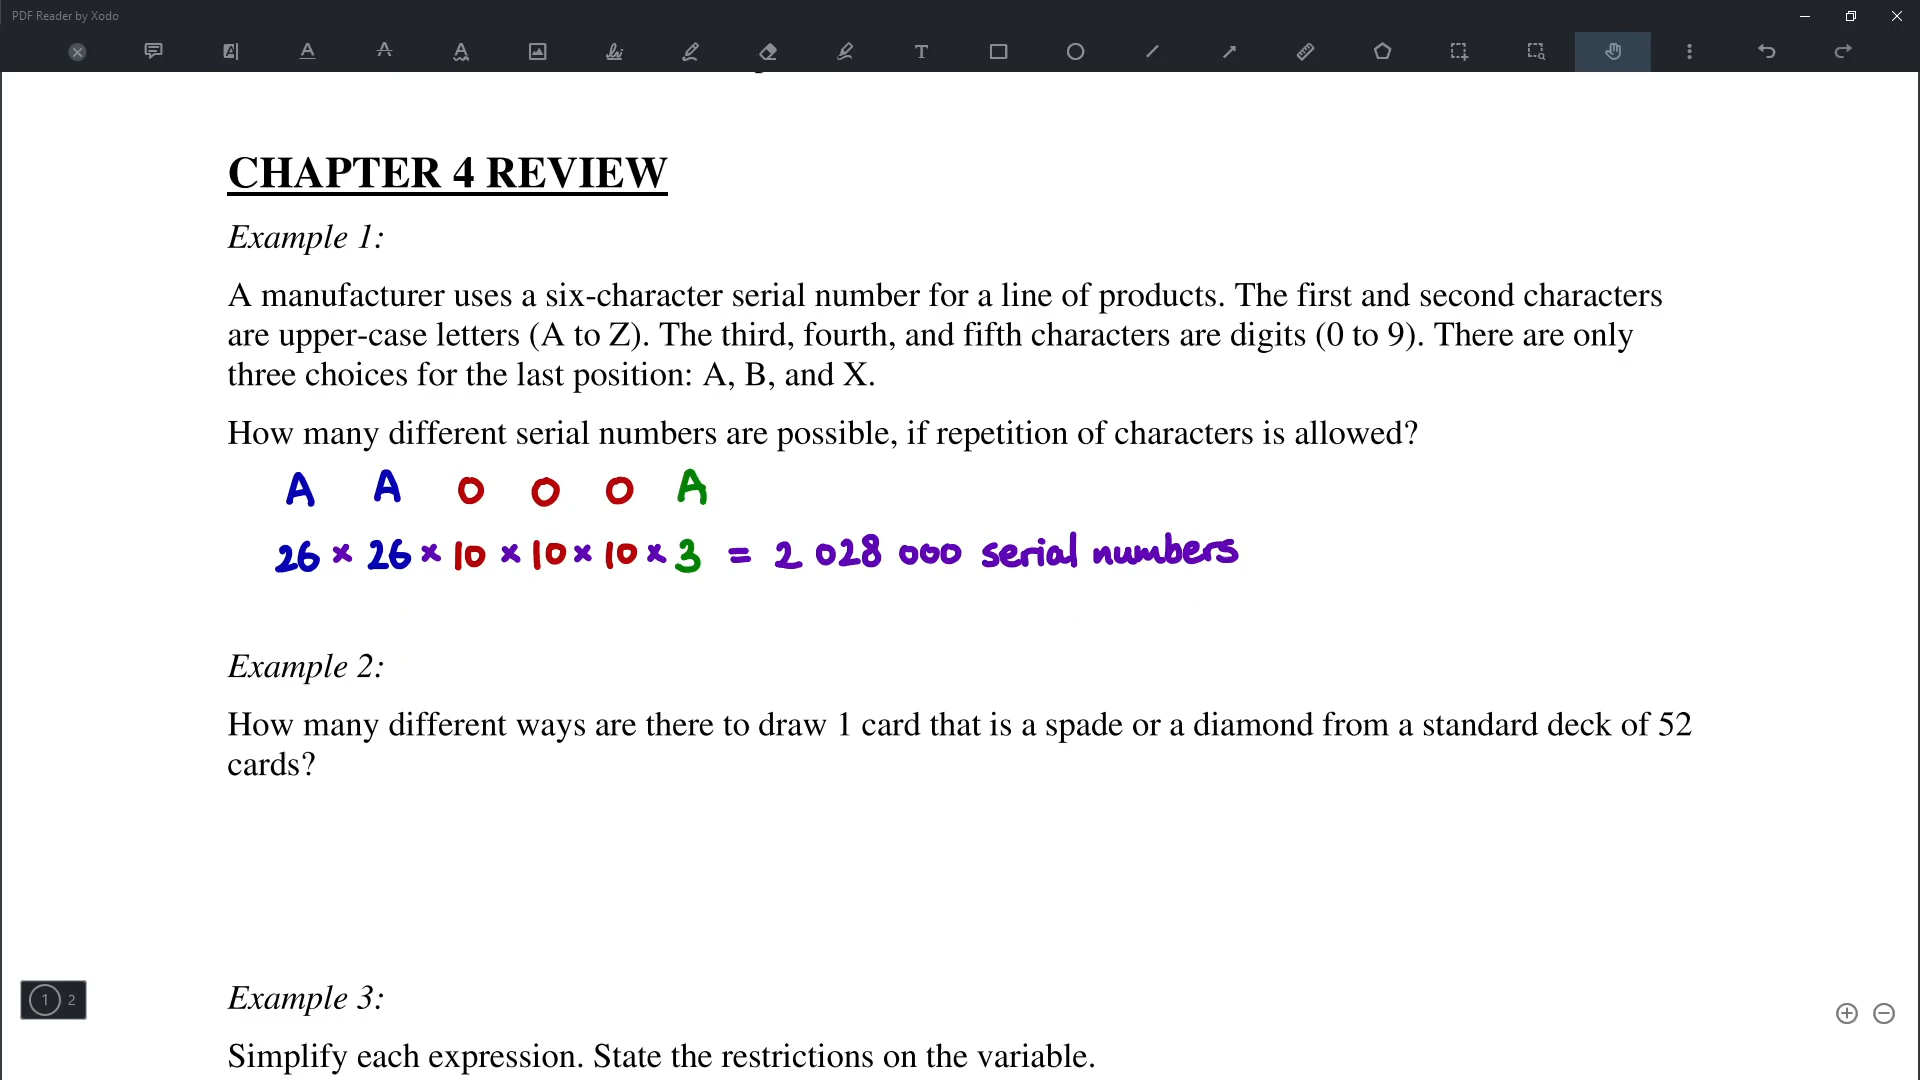 PDF Reader by Xodo
CHAPTER 4 REVIEW
Example 1:
A manufacturer uses a six-character serial number for a line of products. The first and second characters
are upper-case letters (A to Z). The third, fourth, and fifth characters are digits (0 to 9). There are only
three choices for the last position: A, B, and X.
How many different serial numbers are possible, if repetition of characters is allowed?
A A 0 0 0 A
26 × 26 × 10 × 10 × 10 × 3 = 2 028 000 serial numbers
Example 2:
How many different ways are there to draw 1 card that is a spade or a diamond from a standard deck of 52
cards?
1 2
Example 3:
Simplify each expression. State the restrictions on the variable.